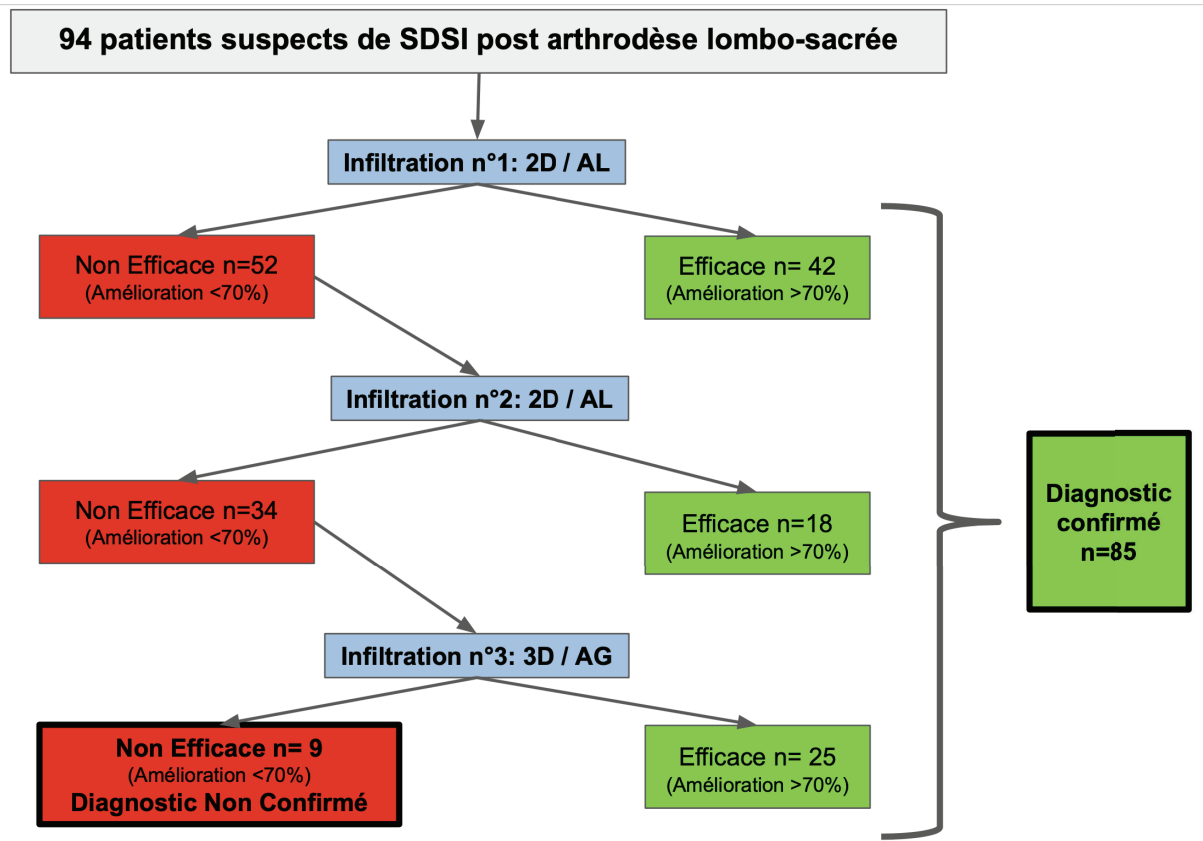 94 patients suspects de SDSI post arthrodèse lombo-sacrée
Infiltration n°1: 2D / AL
Non Efficace n=52
(Amélioration <70%)
Efficace n= 42
(Amélioration >70%)
Infiltration n°2: 2D / AL
Non Efficace n=34
(Amélioration <70%)
Efficace n=18
(Amélioration >70%)
Diagnostic
confirmé
n=85
Infiltration n°3: 3D / AG
Non Efficace n= 9
(Amélioration <70%)
Diagnostic Non Confirmé
Efficace n= 25
(Amélioration >70%)